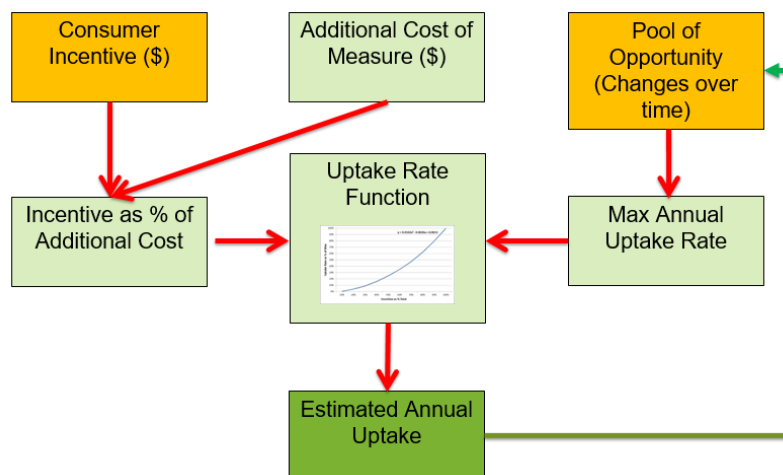 Consumer
Incentive ($)
Additional Cost of
Measure ($)
Pool of
Opportunity
(Changes over
time)
Incentive as % of
Additional Cost
Uptake Rate
Function
Max Annual
Uptake Rate
Estimated Annual
Uptake